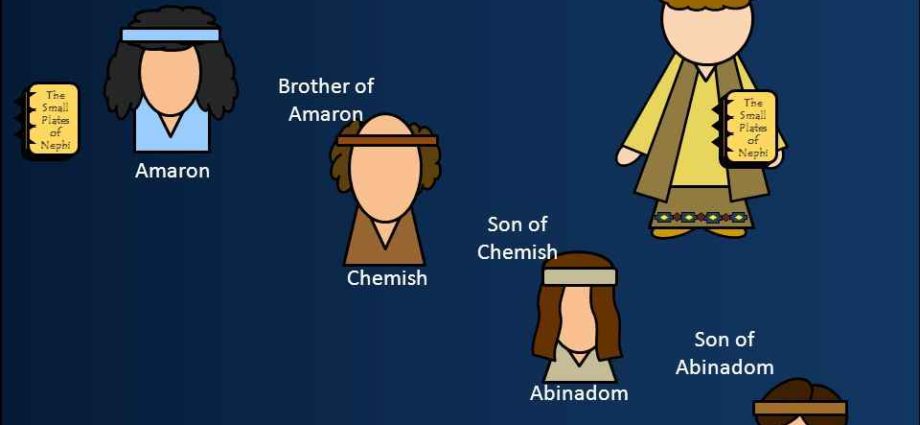 The
Small
Plates
of
Nephi
Amaron
Brother of
Amaron
Chemish
The
Small
Plates
of
Nephi
Son of
Chemish
Abinadom
Son of
Abinadom